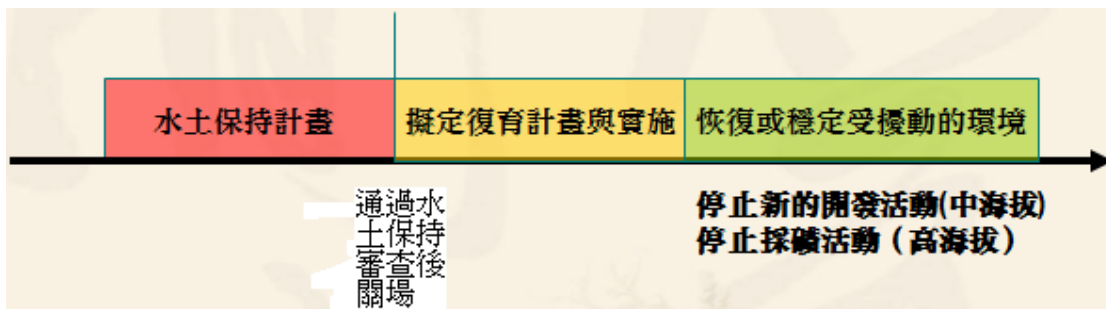 水土保持計畫
擬定復育計畫與實施
恢復或穩定受擾動的環境
通過水
土保持
審查後
關場
停止新的開發活動(中海拔)
停止採礦活動（高海拔）